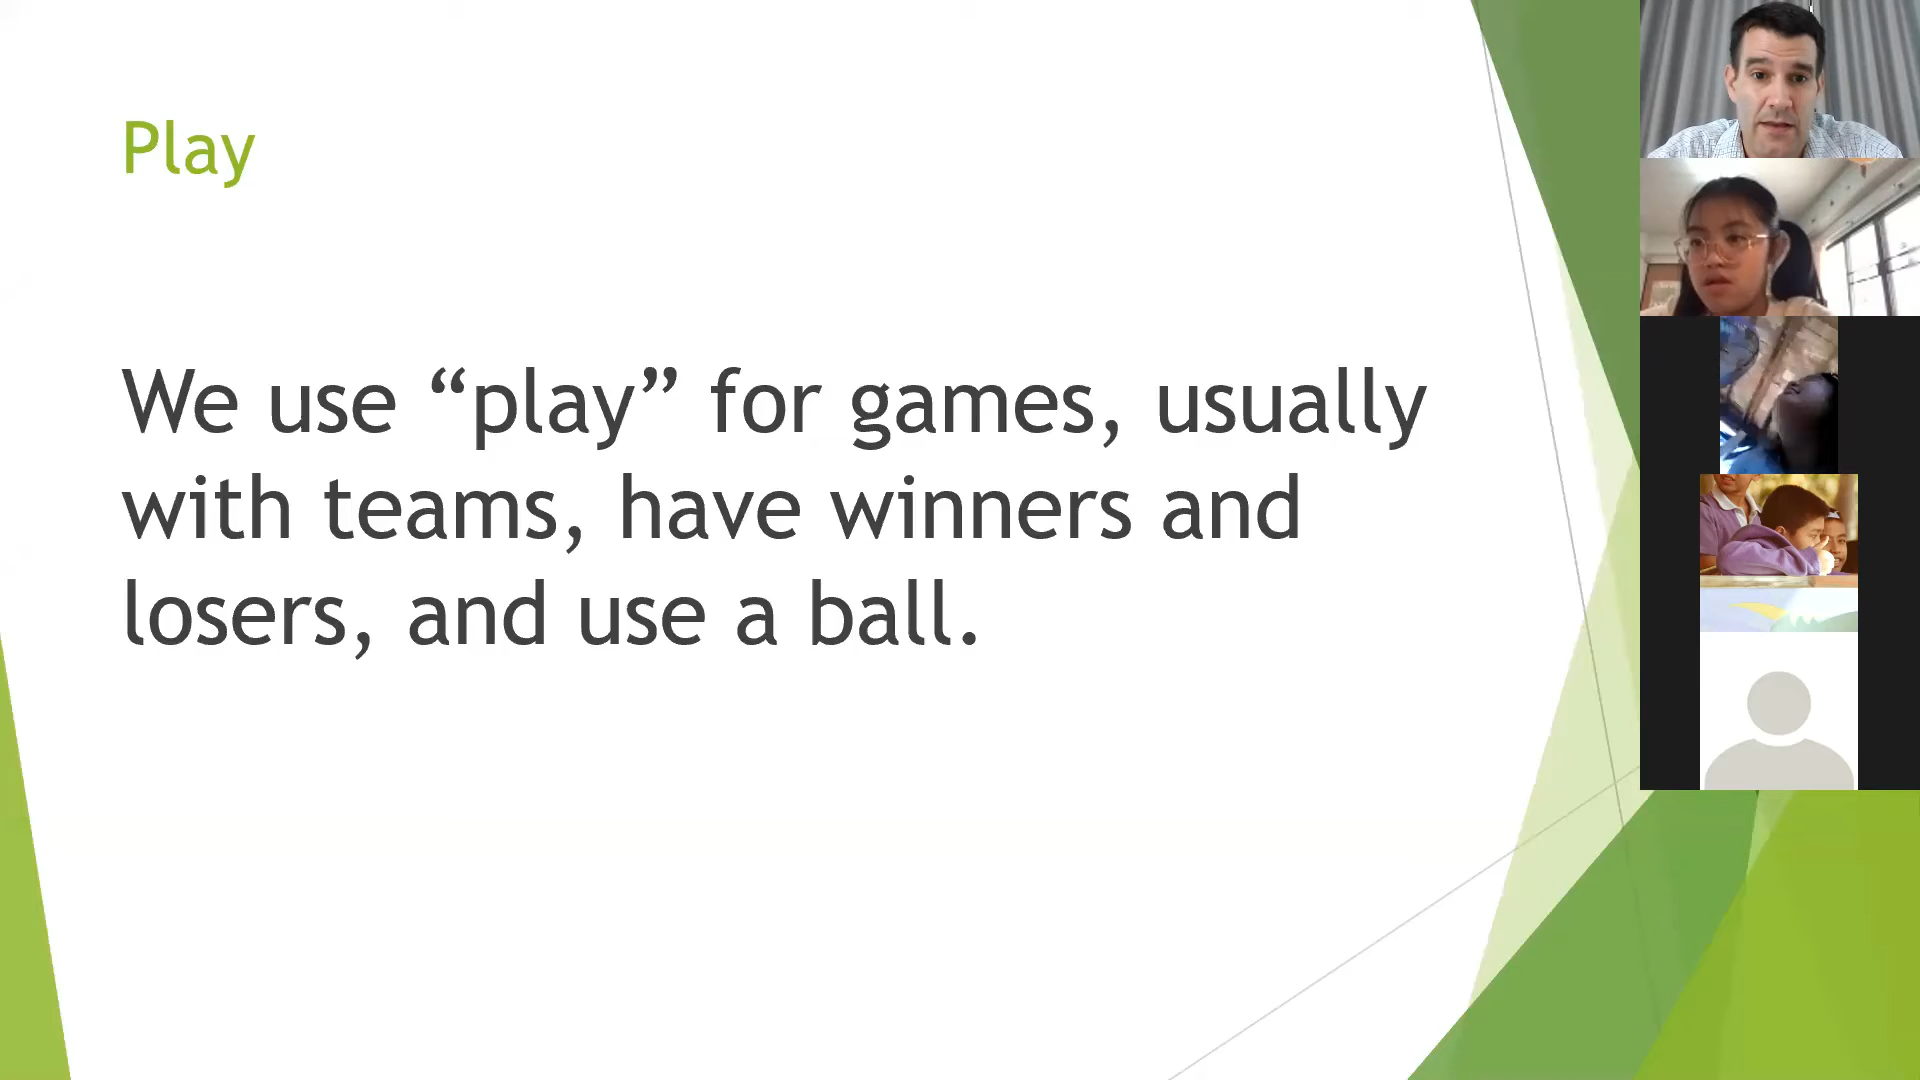 Play
We use “play” for games, usually
with teams, have winners and
losers, and use a ball.